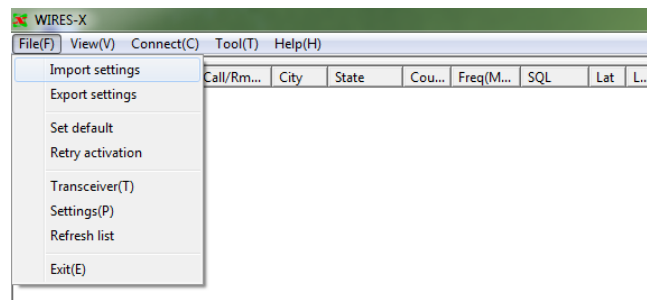 WIRES-X
File(F) View(V) Connect(C) Tool(T) Help(H)
Call/Rm... City State Cou... Freq(M... SQL Lat L...
Import settings
Export settings
Set default
Retry activation
Transceiver(T)
Settings(P)
Refresh list
Exit(E)